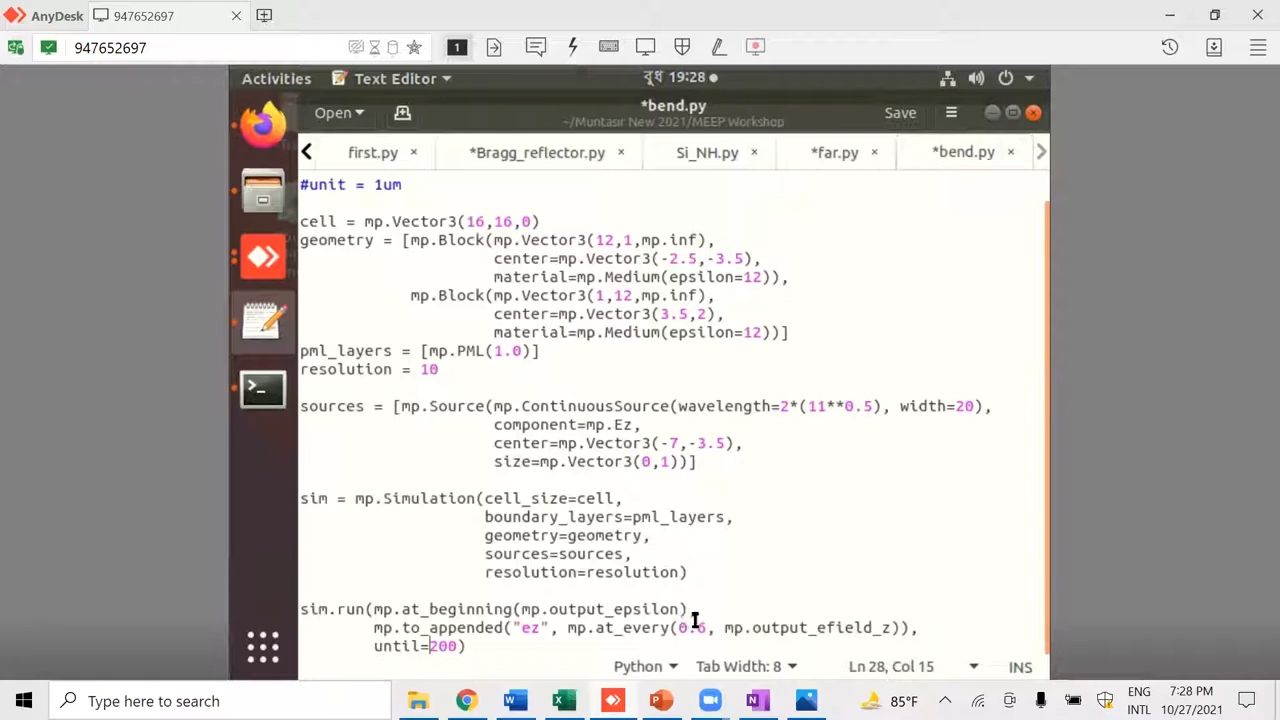 AnyDesk 947652697
947652697 1
Activities Text Editor বুধ 19:28
Open *bend.py Save
~/Muntasir New 2021/MEEP Workshop
first.py *Bragg_reflector.py Si_NH.py *far.py *bend.py
#unit = 1um
cell = mp.Vector3(16,16,0)
geometry = [mp.Block(mp.Vector3(12,1,mp.inf),
center=mp.Vector3(-2.5,-3.5),
material=mp.Medium(epsilon=12)),
mp.Block(mp.Vector3(1,12,mp.inf),
center=mp.Vector3(3.5,2),
material=mp.Medium(epsilon=12))]
pml_layers = [mp.PML(1.0)]
resolution = 10
sources = [mp.Source(mp.ContinuousSource(wavelength=2*(11**0.5), width=20),
component=mp.Ez,
center=mp.Vector3(-7,-3.5),
size=mp.Vector3(0,1))]
sim = mp.Simulation(cell_size=cell,
boundary_layers=pml_layers,
geometry=geometry,
sources=sources,
resolution=resolution)
sim.run(mp.at_beginning(mp.output_epsilon)
mp.to_appended("ez", mp.at_every(0.6, mp.output_efield_z)),
until=200)
Python Tab Width: 8 Ln 28, Col 15 INS
Type here to search 85°F ENG 7:28 PM
INTL 10/27/2021